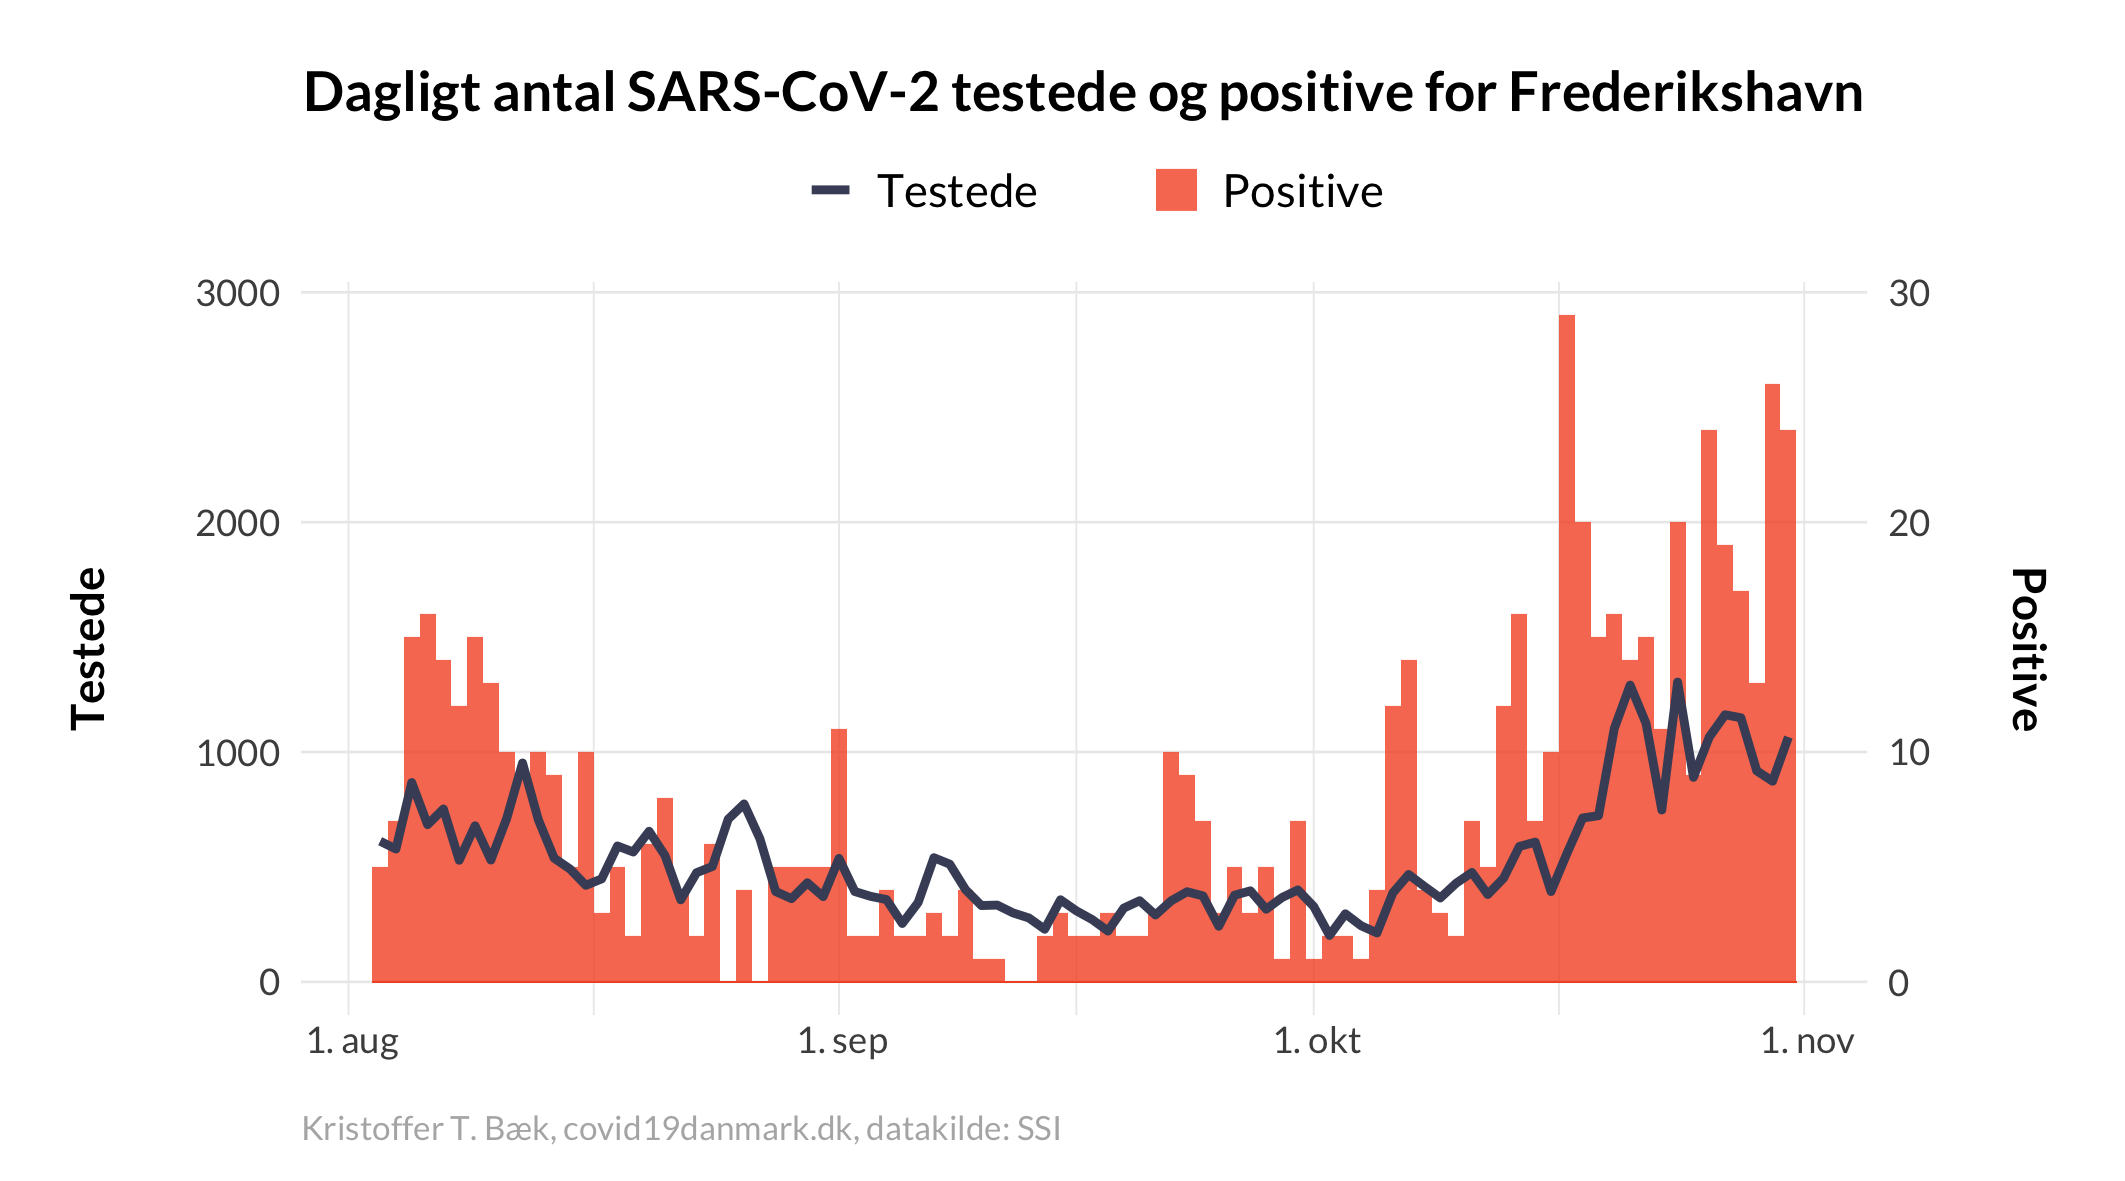 Dagligt antal SARS-CoV-2 testede og positive for Frederikshavn
Testede
Positive
3000
2000
1000
0
30
20
10
0
Testede
Positive
1. aug
1. sep
1. okt
1. nov
Kristoffer T. Bæk, covid19danmark.dk, datakilde: SSI